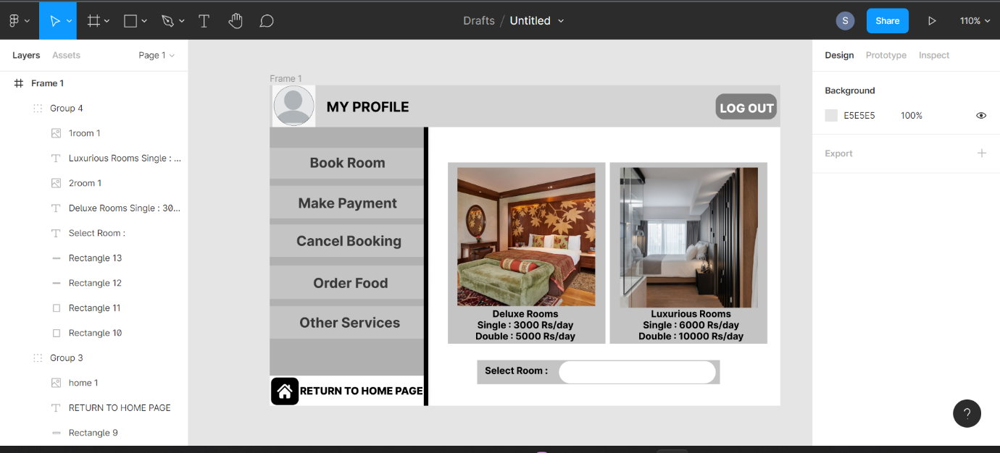 Drafts / Untitled
S
Share
110%
Layers
Assets
Page 1
Frame 1
Group 4
1room 1
Luxurious Rooms Single : ...
2room 1
Deluxe Rooms Single : 30...
Select Room :
Rectangle 13
Rectangle 12
Rectangle 11
Rectangle 10
Group 3
home 1
RETURN TO HOME PAGE
Rectangle 9
Frame 1
MY PROFILE
LOG OUT
Book Room
Make Payment
Cancel Booking
Order Food
Other Services
RETURN TO HOME PAGE
Deluxe Rooms
Single : 3000 Rs/day
Double : 5000 Rs/day
Luxurious Rooms
Single : 6000 Rs/day
Double : 10000 Rs/day
Select Room :
Design
Prototype
Inspect
Background
E5E5E5
100%
Export
?